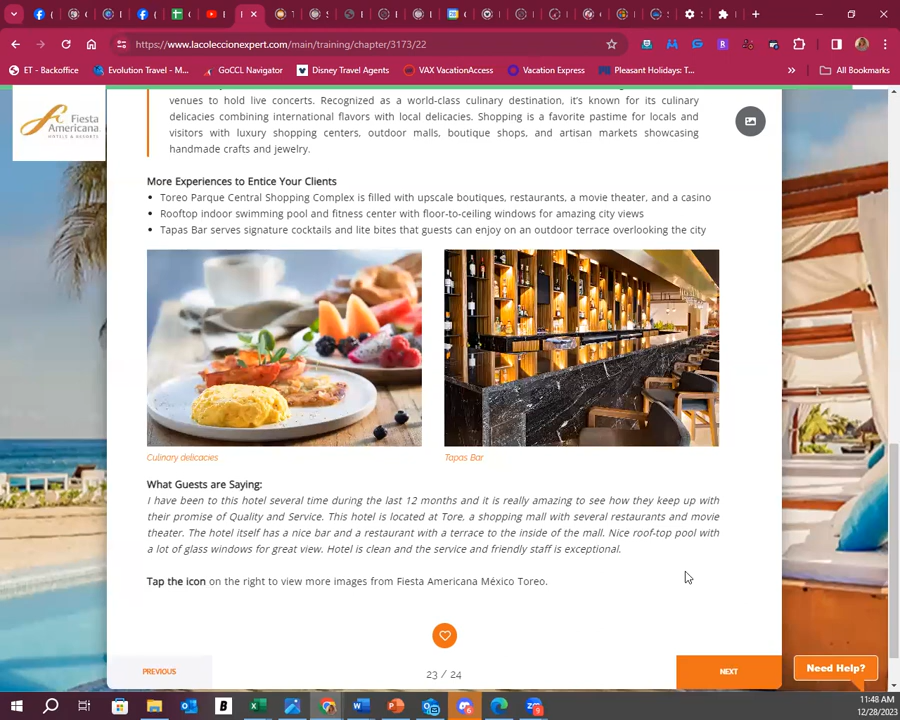 https://www.lacoleccionexpert.com/main/training/chapter/3173/22
ET - Backoffice
Evolution Travel - M...
GoCCL Navigator
Disney Travel Agents
VAX VacationAccess
Vacation Express
Pleasant Holidays: T...
»
All Bookmarks
Fiesta
Americana
HOTELS & RESORTS
venues to hold live concerts. Recognized as a world-class culinary destination, it's known for its culinary
delicacies combining international flavors with local delicacies. Shopping is a favorite pastime for locals and
visitors with luxury shopping centers, outdoor malls, boutique shops, and artisan markets showcasing
handmade crafts and jewelry.
More Experiences to Entice Your Clients
• Toreo Parque Central Shopping Complex is filled with upscale boutiques, restaurants, a movie theater, and a casino
• Rooftop indoor swimming pool and fitness center with floor-to-ceiling windows for amazing city views
• Tapas Bar serves signature cocktails and lite bites that guests can enjoy on an outdoor terrace overlooking the city
Culinary delicacies
Tapas Bar
What Guests are Saying:
I have been to this hotel several time during the last 12 months and it is really amazing to see how they keep up with
their promise of Quality and Service. This hotel is located at Tore, a shopping mall with several restaurants and movie
theater. The hotel itself has a nice bar and a restaurant with a terrace to the inside of the mall. Nice roof-top pool with
a lot of glass windows for great view. Hotel is clean and the service and friendly staff is exceptional.
Tap the icon on the right to view more images from Fiesta Americana México Toreo.
PREVIOUS
23 / 24
NEXT
Need Help?
11:48 AM
12/28/2023